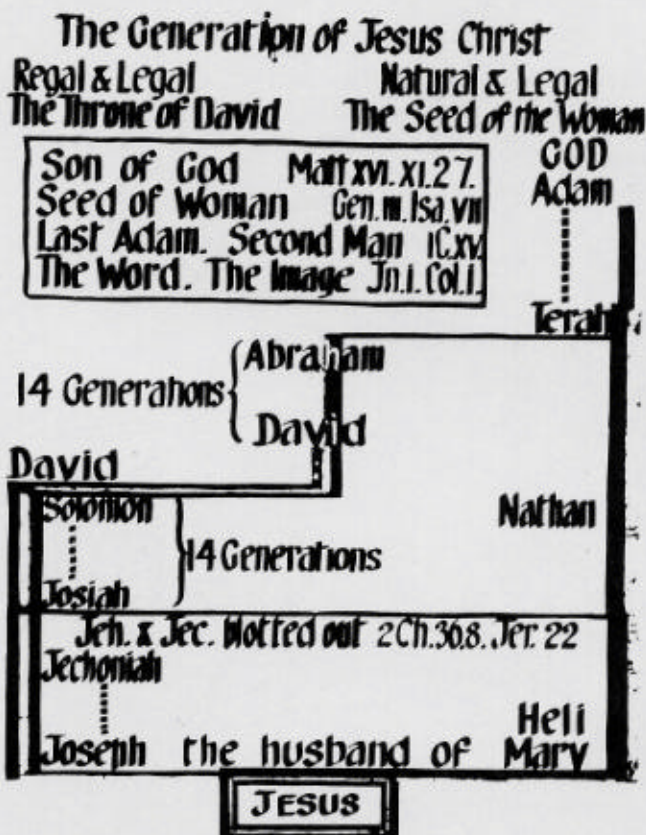 The Generation of Jesus Christ
Regal & Legal
The Throne of David
Natural & Legal
The Seed of the Woman
Son of God Matt xvi. xi. 27.
Seed of Woman Gen. iii. Isa. vii
Last Adam. Second Man 1C. xv.
The Word. The Image Jn. i. Col. i.
GOD
Adam
Terah
14 Generations
Abraham
David
David
Solomon
Josiah
14 Generations
Nathan
Jeh. & Jec. blotted out 2 Ch. 36.8. Jer. 22
Jechoniah
Heli
Joseph the husband of Mary
JESUS